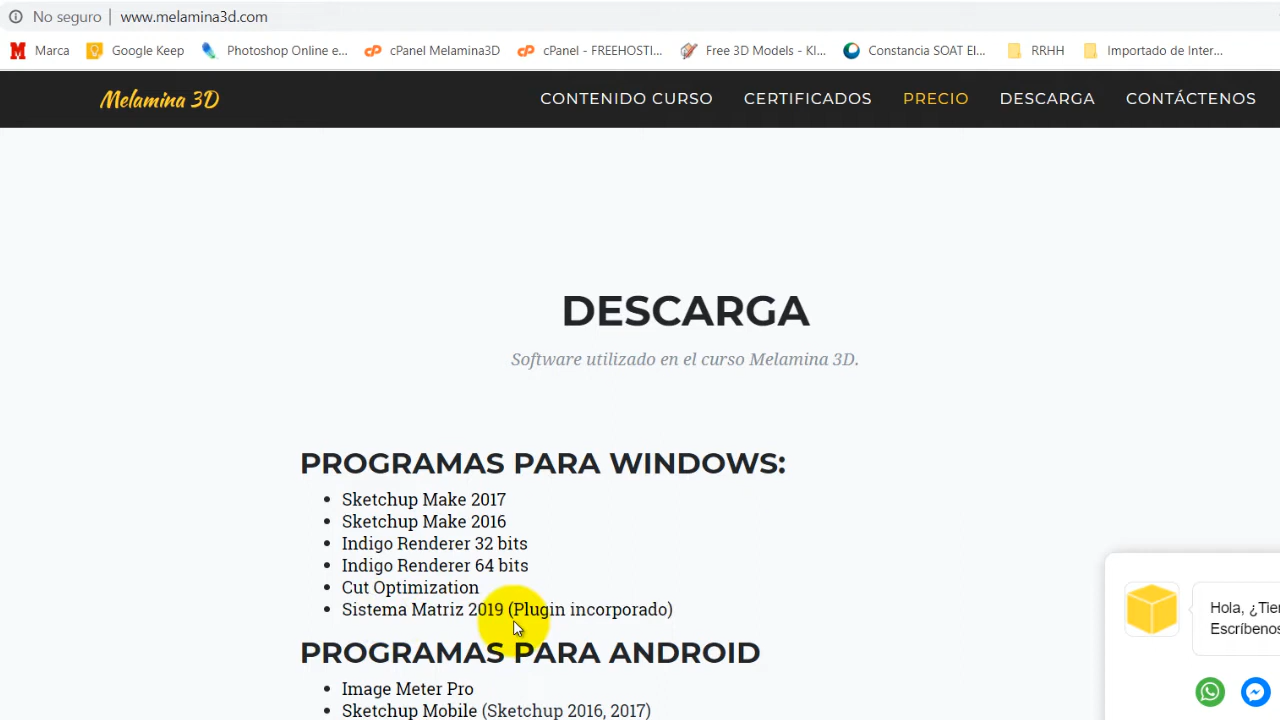 No seguro | www.melamina3d.com
Marca Google Keep Photoshop Online e... cPanel Melamina3D cPanel - FREEHOSTI... Free 3D Models - Kl... Constancia SOAT El... RRHH Importado de Inter...
Melamina 3D CONTENIDO CURSO CERTIFICADOS PRECIO DESCARGA CONTÁCTENOS
DESCARGA
Software utilizado en el curso Melamina 3D.
PROGRAMAS PARA WINDOWS:
Sketchup Make 2017
Sketchup Make 2016
Indigo Renderer 32 bits
Indigo Renderer 64 bits
Cut Optimization
Sistema Matriz 2019 (Plugin incorporado)
PROGRAMAS PARA ANDROID
Image Meter Pro
Sketchup Mobile (Sketchup 2016, 2017)
Hola, ¿Tien
Escríbenos